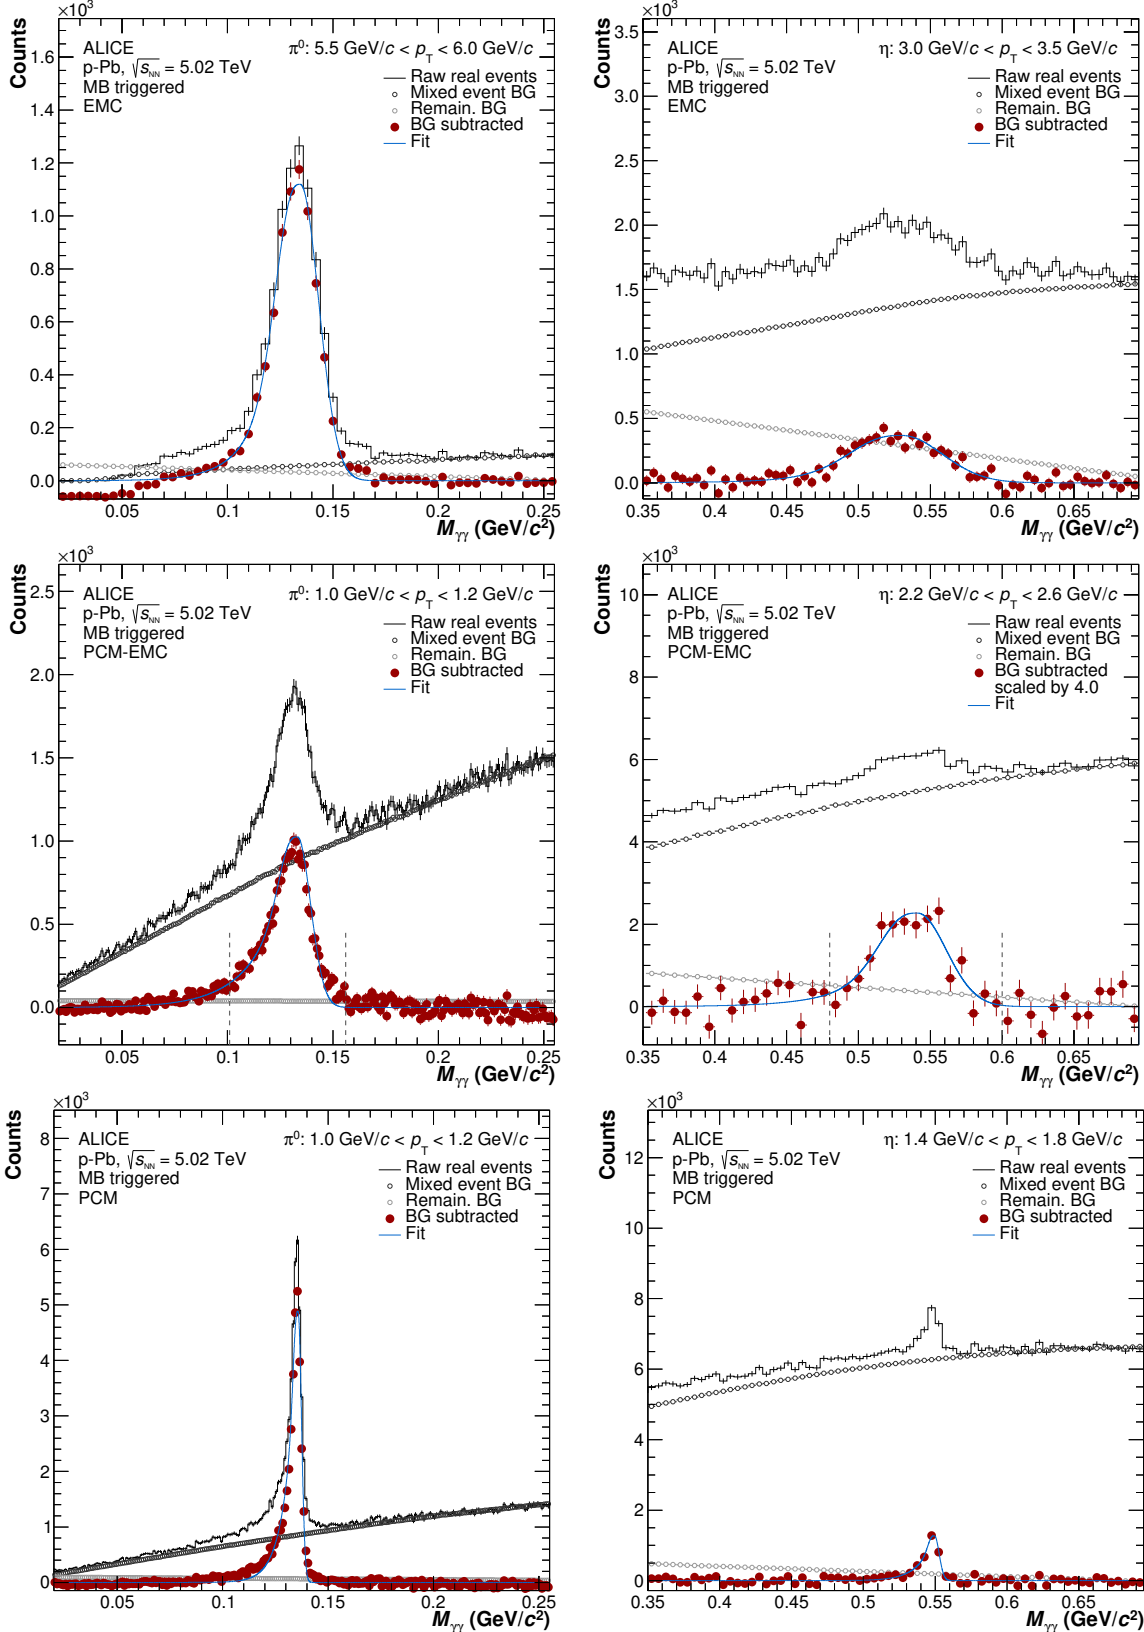 ×10³
Counts
1.6
1.4
1.2
1.0
0.8
0.6
0.4
0.2
0.0
ALICE
p-Pb, √s_NN = 5.02 TeV
MB triggered
EMC
π⁰: 5.5 GeV/c < p_T < 6.0 GeV/c
Raw real events
Mixed event BG
Remain. BG
BG subtracted
Fit
0.05 0.1 0.15 0.2 0.25
M_γγ (GeV/c²)
×10³
Counts
3.5
3.0
2.5
2.0
1.5
1.0
0.5
0.0
ALICE
p-Pb, √s_NN = 5.02 TeV
MB triggered
EMC
η: 3.0 GeV/c < p_T < 3.5 GeV/c
Raw real events
Mixed event BG
Remain. BG
BG subtracted
Fit
0.35 0.4 0.45 0.5 0.55 0.6 0.65
M_γγ (GeV/c²)
×10³
Counts
2.5
2.0
1.5
1.0
0.5
0.0
ALICE
p-Pb, √s_NN = 5.02 TeV
MB triggered
PCM-EMC
π⁰: 1.0 GeV/c < p_T < 1.2 GeV/c
Raw real events
Mixed event BG
Remain. BG
BG subtracted
Fit
0.05 0.1 0.15 0.2 0.25
M_γγ (GeV/c²)
×10³
Counts
10
8
6
4
2
0
ALICE
p-Pb, √s_NN = 5.02 TeV
MB triggered
PCM-EMC
η: 2.2 GeV/c < p_T < 2.6 GeV/c
Raw real events
Mixed event BG
Remain. BG
BG subtracted
scaled by 4.0
Fit
0.35 0.4 0.45 0.5 0.55 0.6 0.65
M_γγ (GeV/c²)
×10³
Counts
8
7
6
5
4
3
2
1
0
ALICE
p-Pb, √s_NN = 5.02 TeV
MB triggered
PCM
π⁰: 1.0 GeV/c < p_T < 1.2 GeV/c
Raw real events
Mixed event BG
Remain. BG
BG subtracted
Fit
0.05 0.1 0.15 0.2 0.25
M_γγ (GeV/c²)
×10³
Counts
12
10
8
6
4
2
0
ALICE
p-Pb, √s_NN = 5.02 TeV
MB triggered
PCM
η: 1.4 GeV/c < p_T < 1.8 GeV/c
Raw real events
Mixed event BG
Remain. BG
BG subtracted
Fit
0.35 0.4 0.45 0.5 0.55 0.6 0.65
M_γγ (GeV/c²)